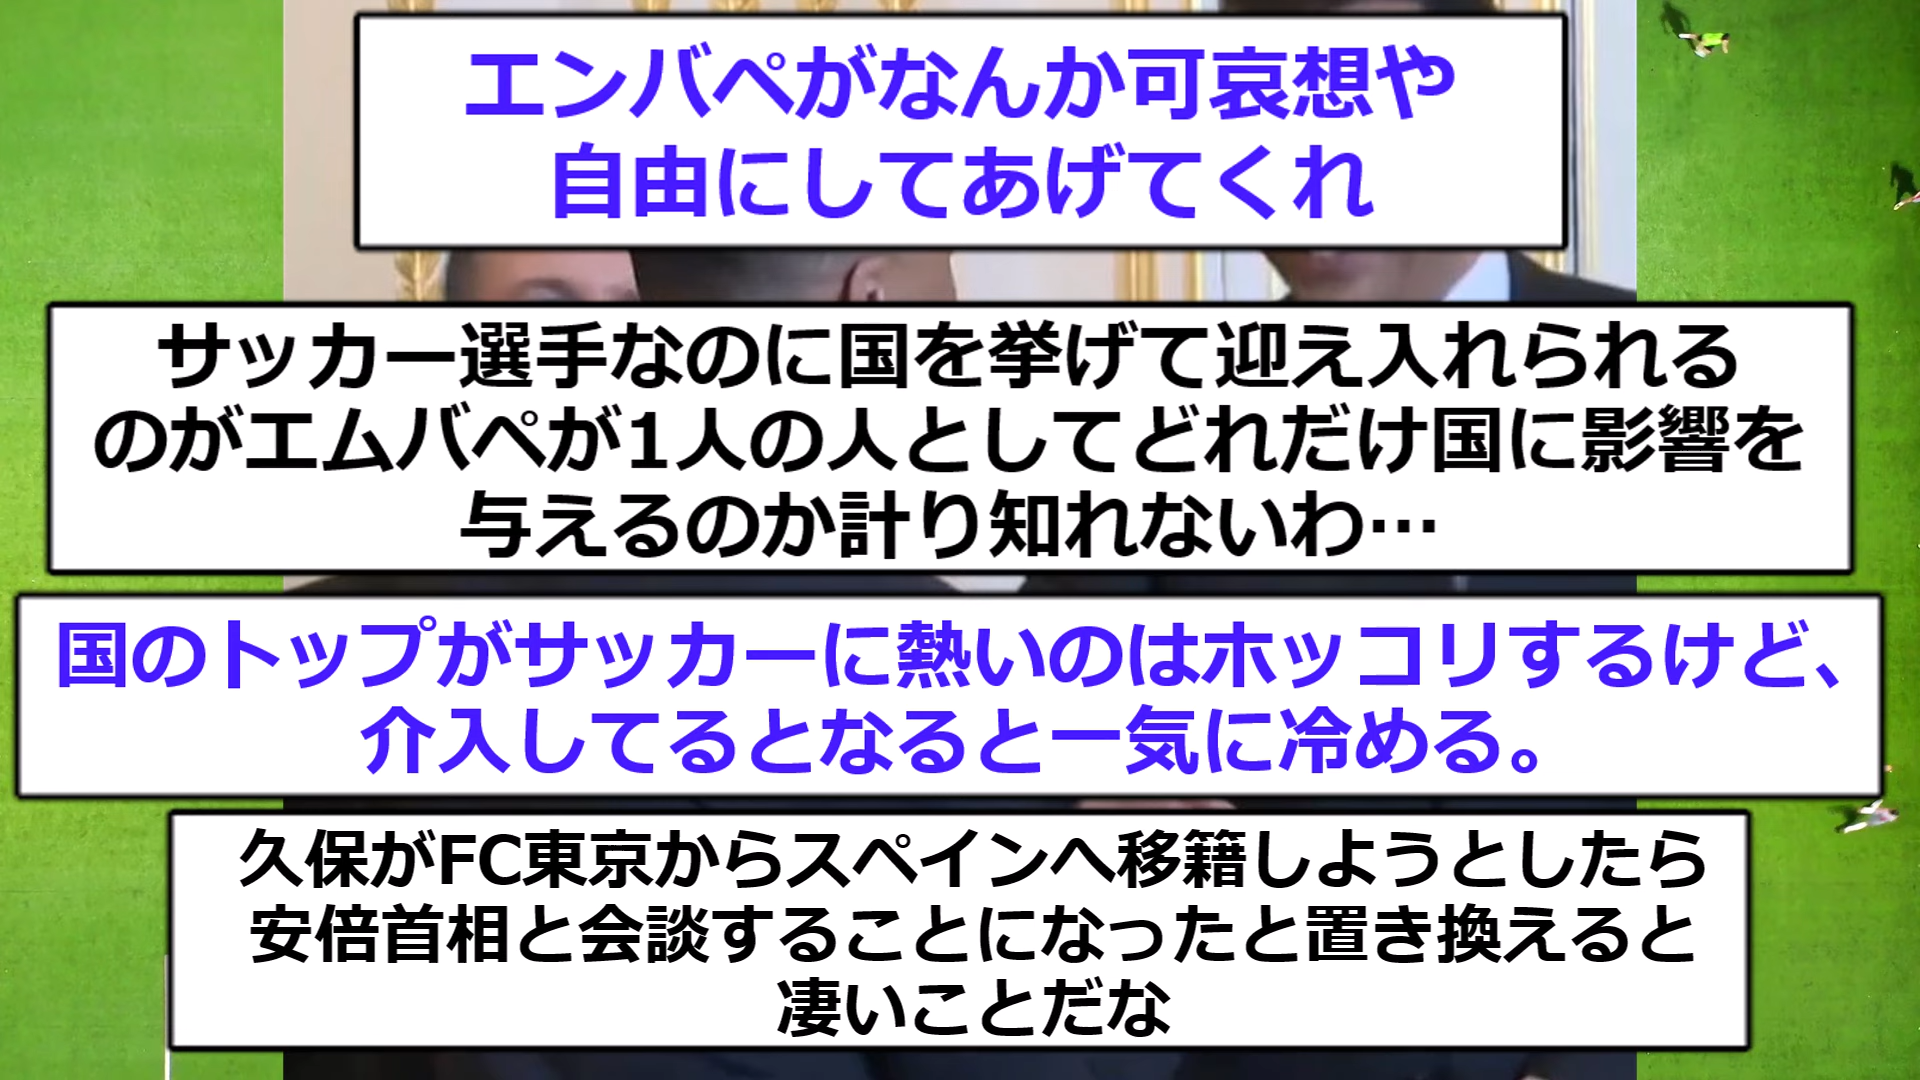 エンバペがなんか可哀想や
自由にしてあげてくれ
サッカー選手なのに国を挙げて迎え入れられる
のがエムバペが1人の人としてどれだけ国に影響を
与えるのか計り知れないわ…
国のトップがサッカーに熱いのはホッコリするけど、
介入してるとなると一気に冷める。
久保がFC東京からスペインへ移籍しようとしたら
安倍首相と会談することになったと置き換えると
凄いことだな